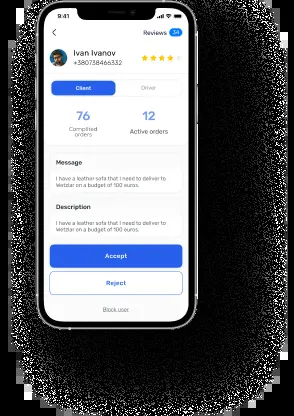 9:41
Reviews 34
Ivan Ivanov
+380738466332
Client
Driver
76
12
Complited
orders
Active orders
Message
I have a leather sofa that I need to deliver to
Wetzlar on a budget of 100 euros.
Description
I have a leather sofa that I need to deliver to
Wetzlar on a budget of 100 euros.
Accept
Reject
Block user